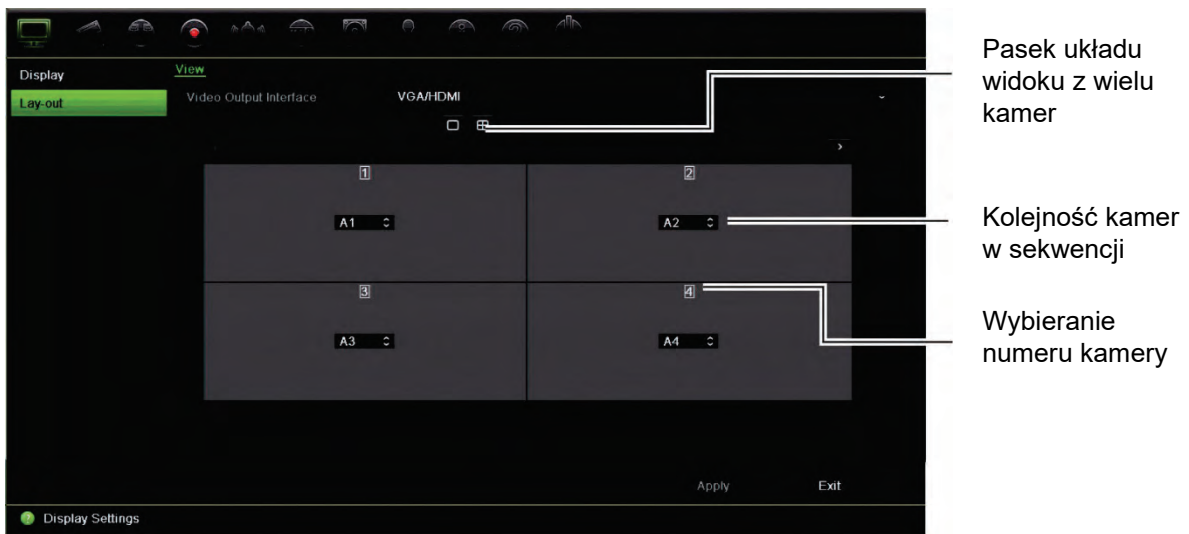 Display
View
Lay-out
Video Output Interface
VGA/HDMI
1
2
A1
A2
3
4
A3
A4
Apply
Exit
Display Settings
Pasek układu
widoku z wielu
kamer
Kolejność kamer
w sekwencji
Wybieranie
numeru kamery